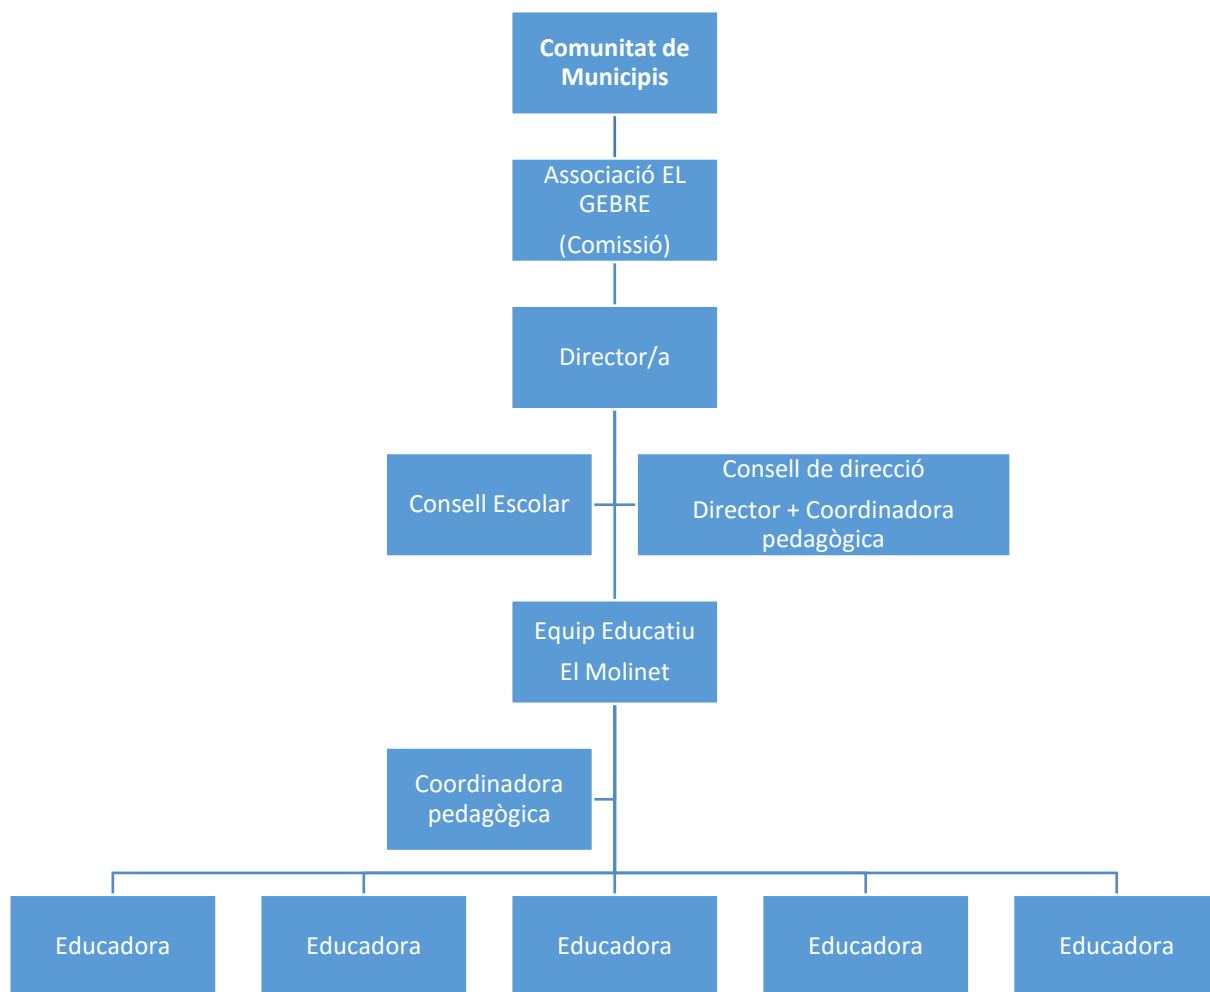 Comunitat de
Municipis
Associació EL
GEBRE
(Comissió)
Director/a
Consell Escolar
Consell de direcció
Director + Coordinadora
pedagògica
Equip Educatiu
El Molinet
Coordinadora
pedagògica
Educadora
Educadora
Educadora
Educadora
Educadora